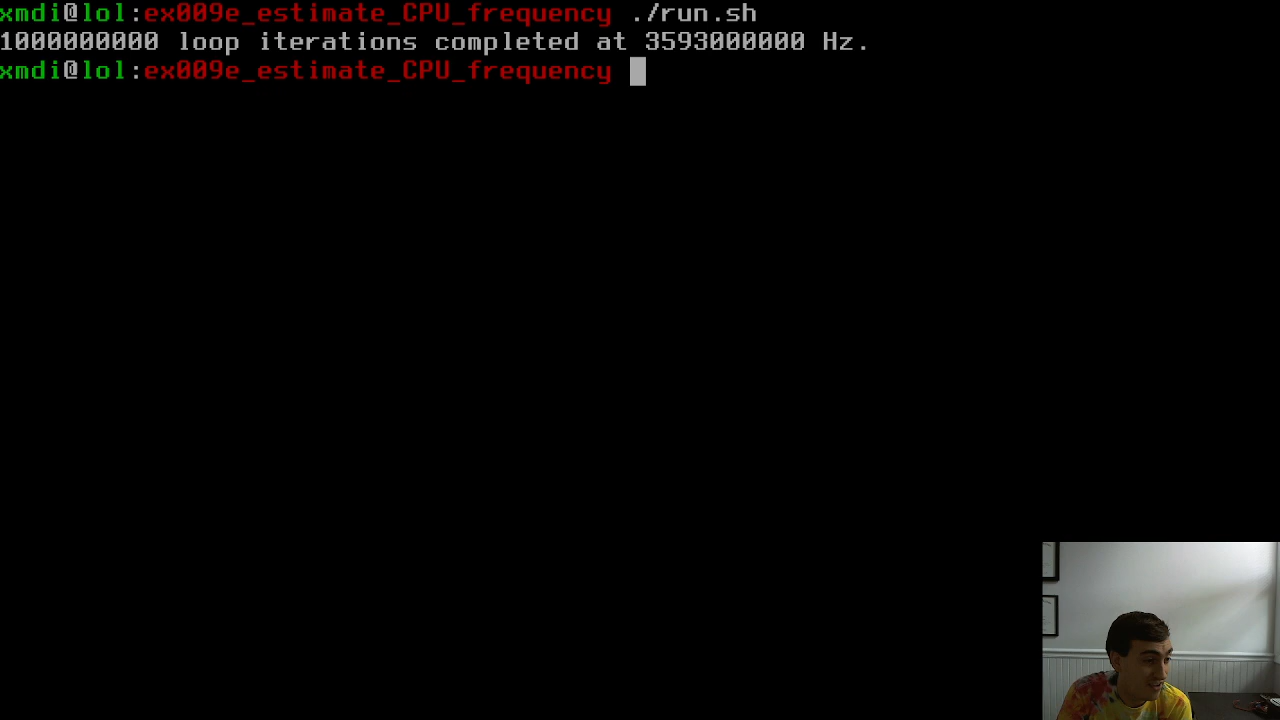 xmdi@lol:ex009e_estimate_CPU_frequency ./run.sh
1000000000 loop iterations completed at 3593000000 Hz.
xmdi@lol:ex009e_estimate_CPU_frequency